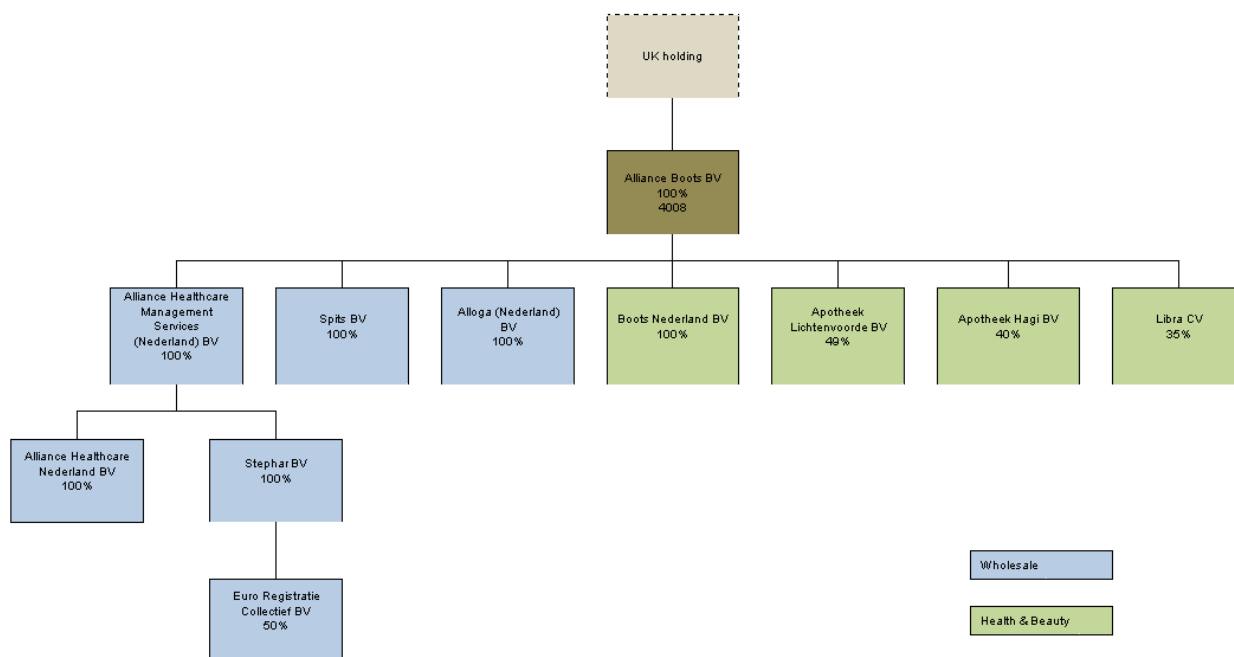 UK holding
Alliance Boots BV
100%
4008
Alliance Healthcare
Management
Services
(Nederland) BV
100%
Spits BV
100%
Alloga (Nederland)
BV
100%
Boots Nederland BV
100%
Apotheek
Lichtenvoorde BV
49%
Apotheek Hagi BV
40%
Libra CV
35%
Alliance Healthcare
Nederland BV
100%
Stephar BV
100%
Euro Registratie
Collectief BV
50%
Wholesale
Health & Beauty